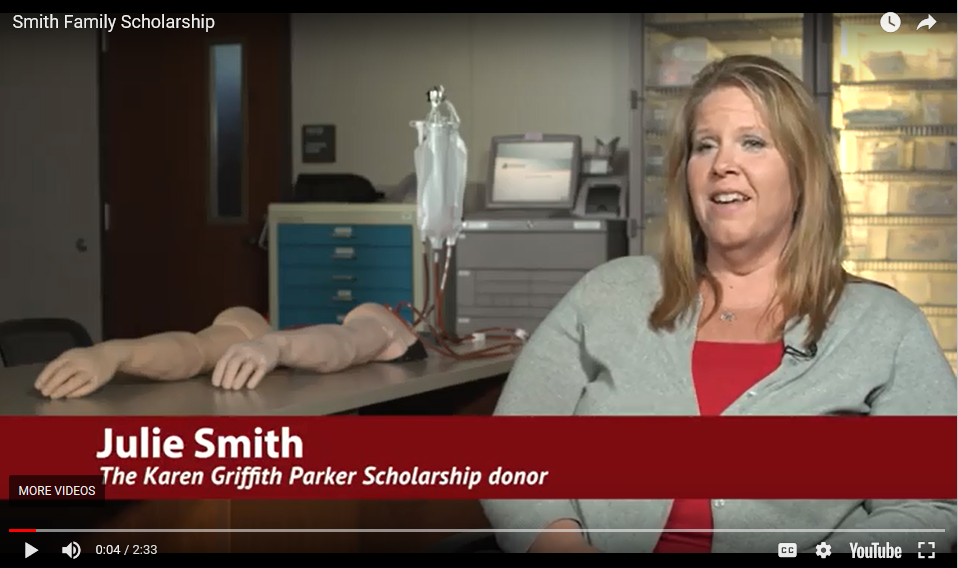 Smith Family Scholarship
Julie Smith
The Karen Griffith Parker Scholarship donor
MORE VIDEOS
0:04 / 2:33
CC
YouTube